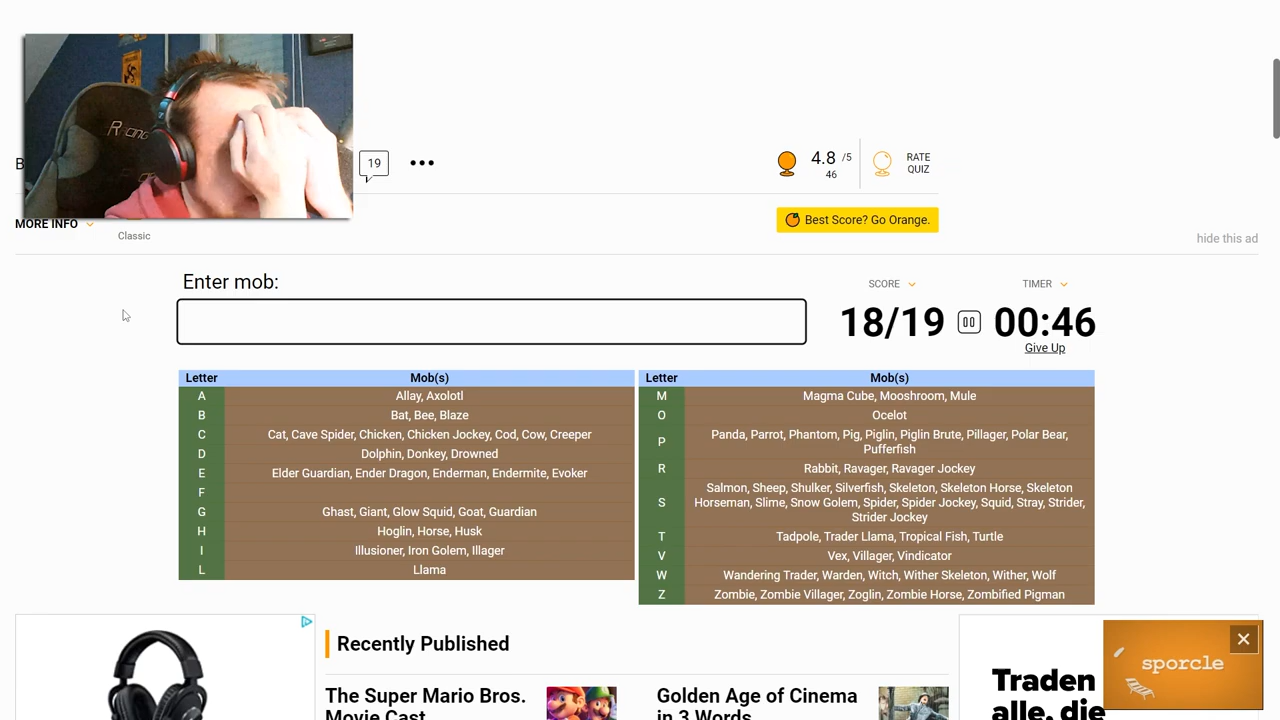 RACING
B
19
•••
4.8 /5
46
RATE
QUIZ
MORE INFO
Classic
Best Score? Go Orange.
hide this ad
Enter mob:
SCORE
TIMER
18/19
00:46
Give Up
Letter Mob(s)
A Allay, Axolotl
B Bat, Bee, Blaze
C Cat, Cave Spider, Chicken, Chicken Jockey, Cod, Cow, Creeper
D Dolphin, Donkey, Drowned
E Elder Guardian, Ender Dragon, Enderman, Endermite, Evoker
F
G Ghast, Giant, Glow Squid, Goat, Guardian
H Hoglin, Horse, Husk
I Illusioner, Iron Golem, Illager
L Llama
Letter Mob(s)
M Magma Cube, Mooshroom, Mule
O Ocelot
P Panda, Parrot, Phantom, Pig, Piglin, Piglin Brute, Pillager, Polar Bear,
Pufferfish
R Rabbit, Ravager, Ravager Jockey
Salmon, Sheep, Shulker, Silverfish, Skeleton, Skeleton Horse, Skeleton
S Horseman, Slime, Snow Golem, Spider, Spider Jockey, Squid, Stray, Strider,
Strider Jockey
T Tadpole, Trader Llama, Tropical Fish, Turtle
V Vex, Villager, Vindicator
W Wandering Trader, Warden, Witch, Wither Skeleton, Wither, Wolf
Z Zombie, Zombie Villager, Zoglin, Zombie Horse, Zombified Pigman
Recently Published
The Super Mario Bros.
Movie Cast
Golden Age of Cinema
in 3 Words
Traden
alle, die
sporcle